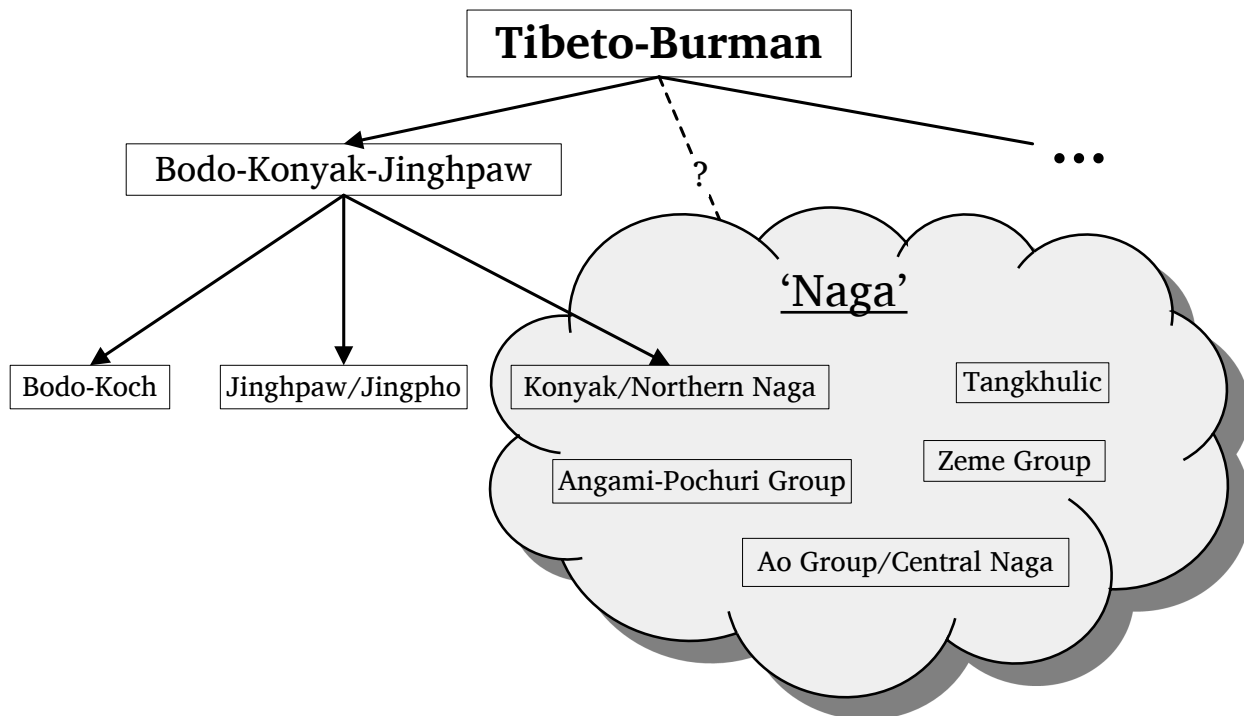 Tibeto-Burman
Bodo-Konyak-Jinghpaw
...
?
‘Naga’
Bodo-Koch
Jinghpaw/Jingpho
Konyak/Northern Naga
Tangkhulic
Angami-Pochuri Group
Zeme Group
Ao Group/Central Naga